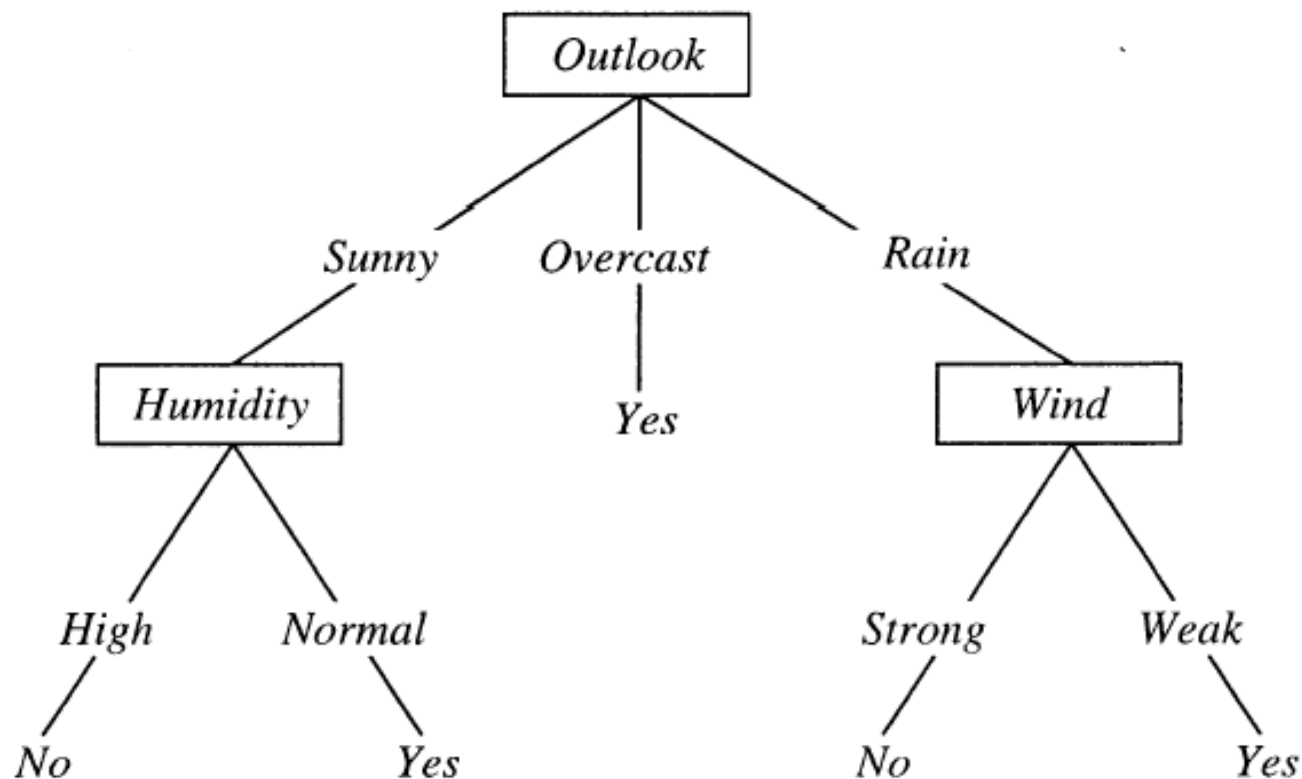 Outlook
Sunny Overcast Rain
Humidity Yes Wind
High Normal Strong Weak
No Yes No Yes